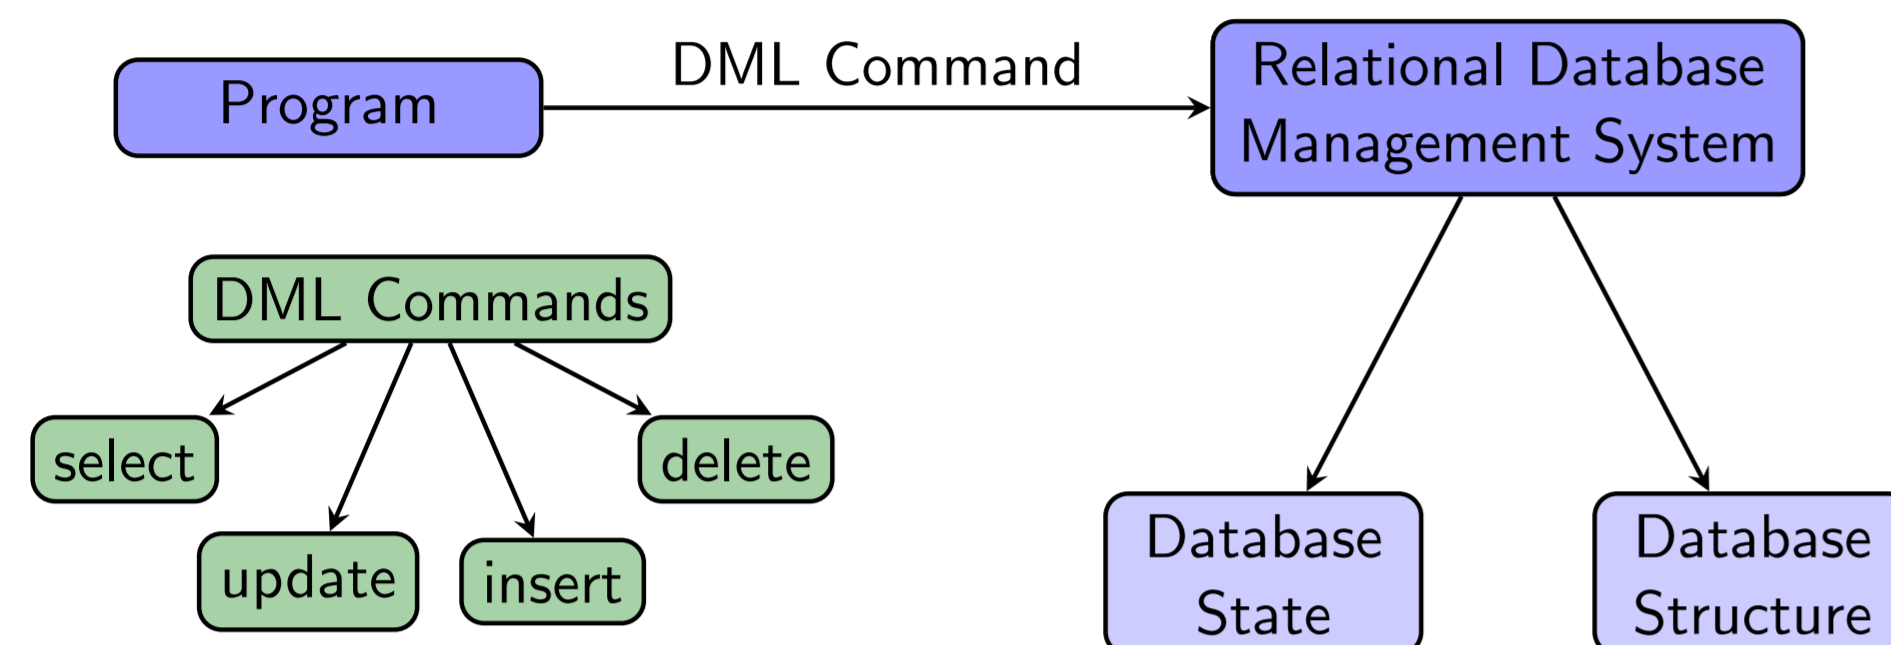 DML Command
Program
Relational Database
Management System
DML Commands
select
delete
update
insert
Database
State
Database
Structure